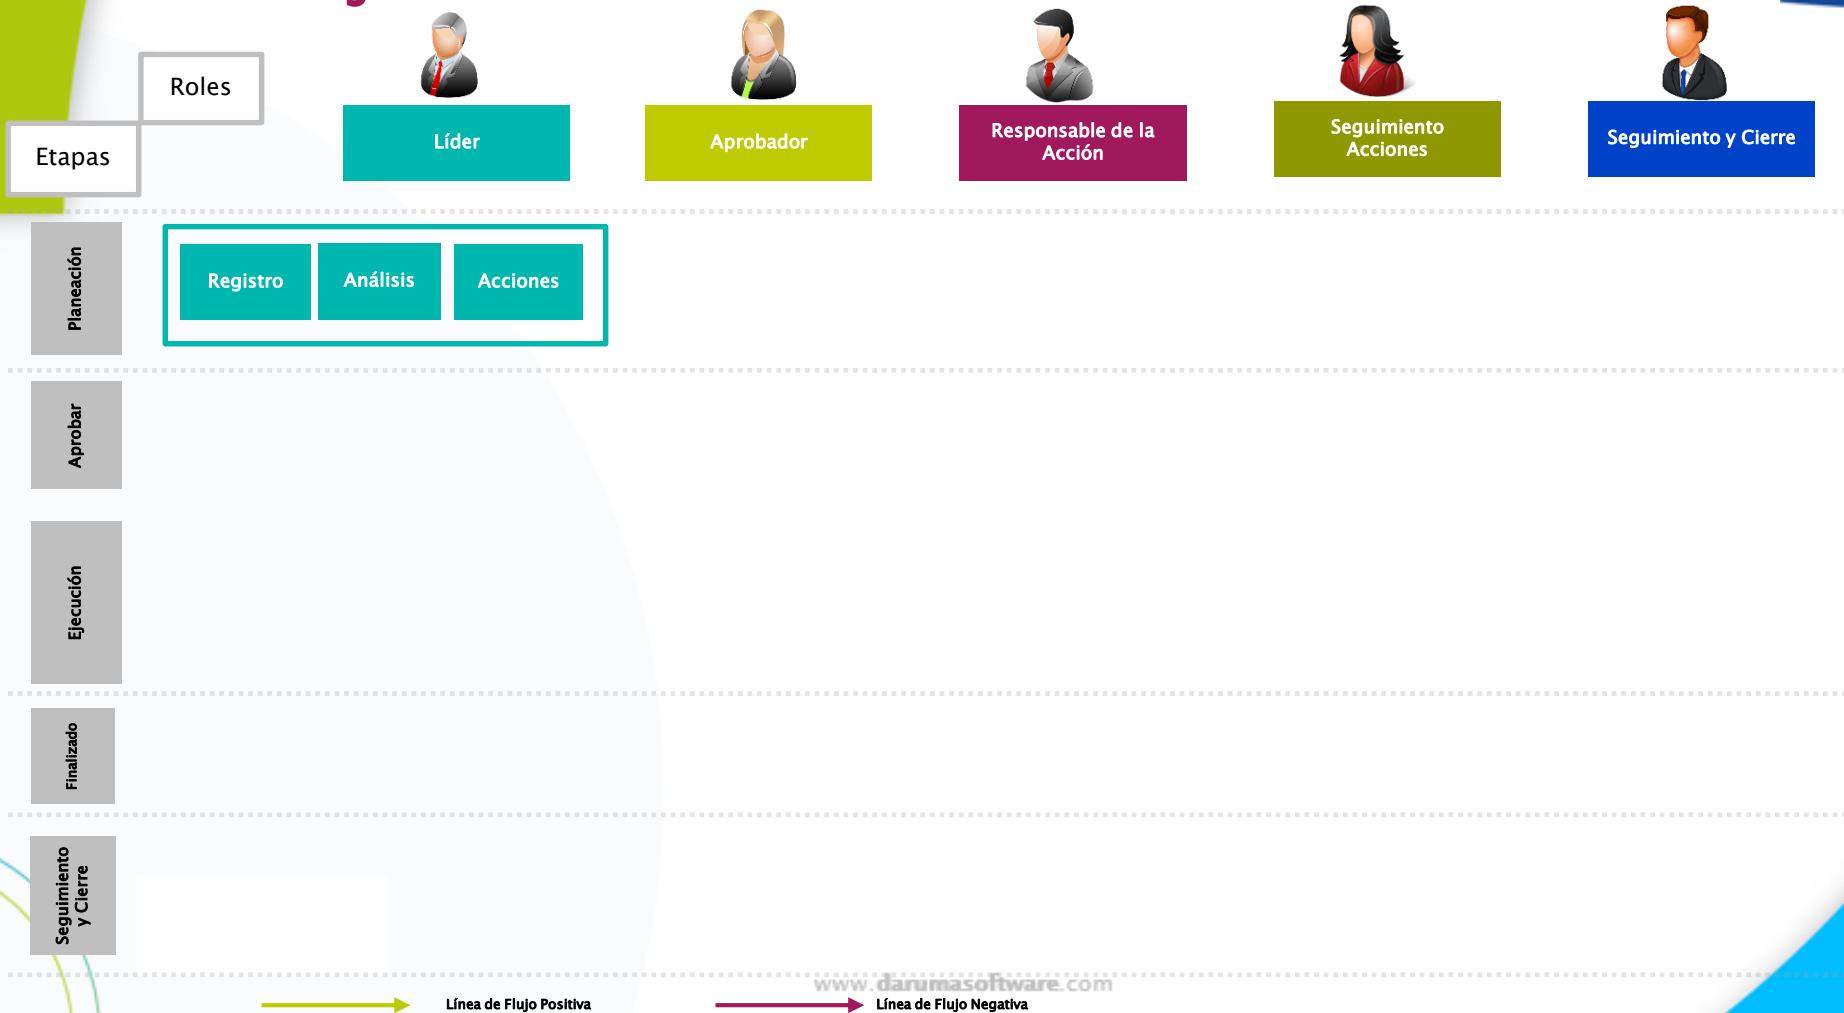 Roles
Etapas
Líder
Aprobador
Responsable de la
Acción
Seguimiento
Acciones
Seguimiento y Cierre
Planeación
Registro
Análisis
Acciones
Aprobar
Ejecución
Finalizado
Seguimiento
y Cierre
www.darumasoftware.com
Línea de Flujo Positiva
Línea de Flujo Negativa